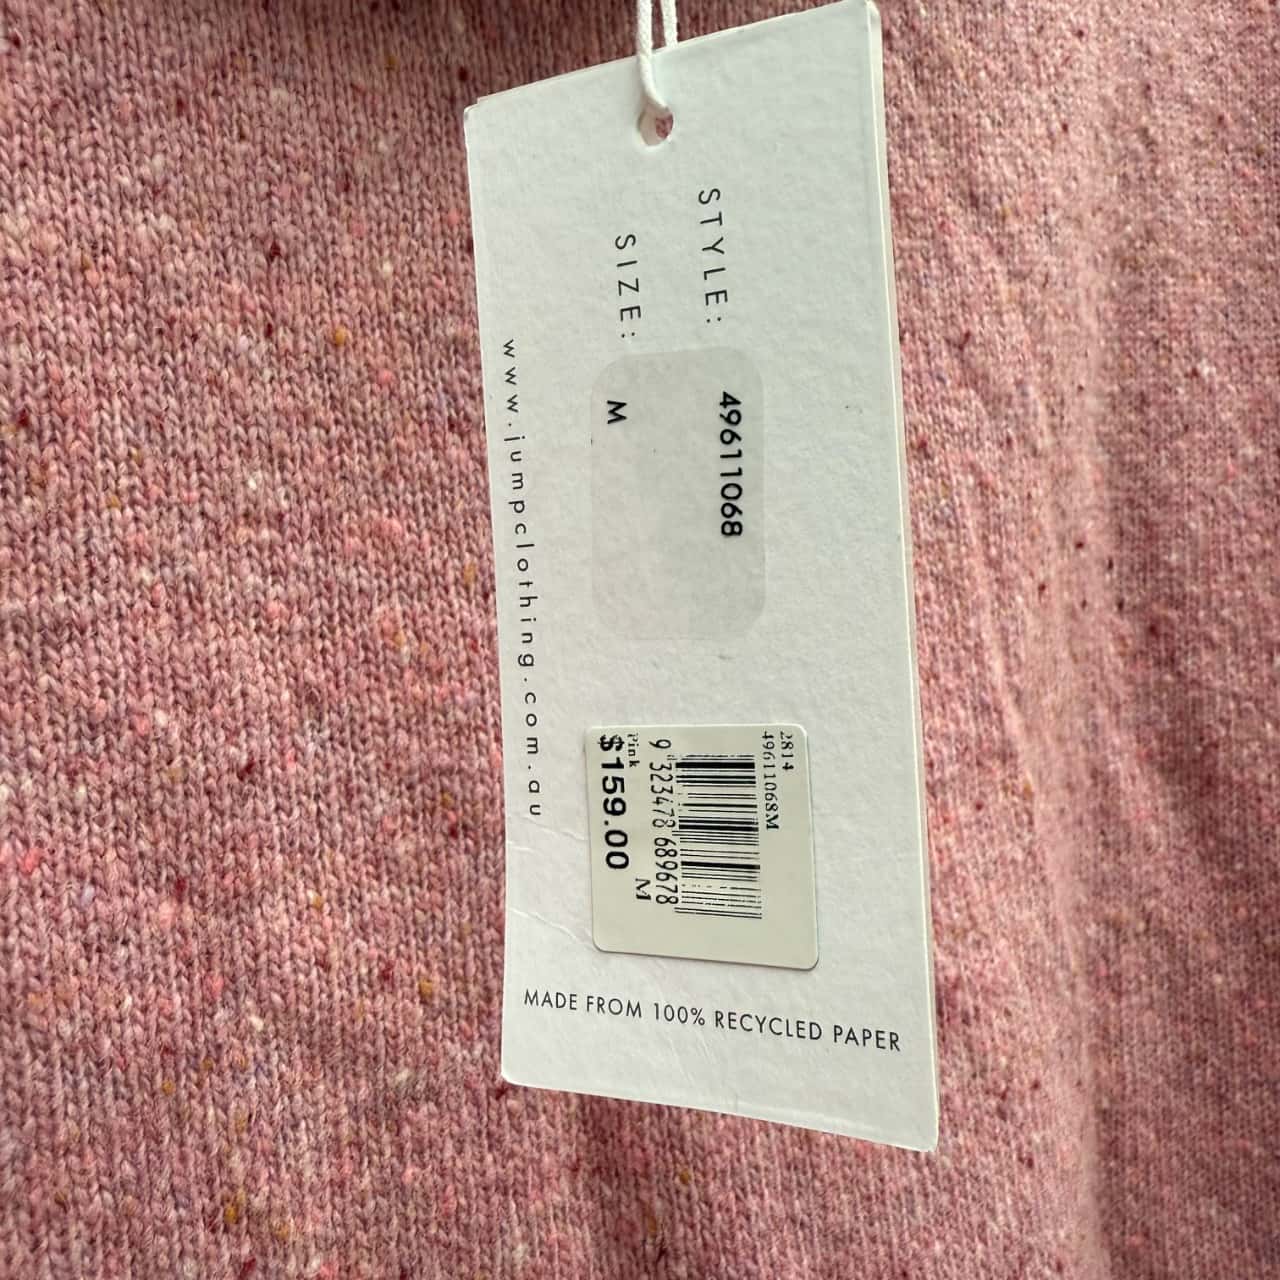 STYLE: 49611068
SIZE: M
www.jumpclothing.com.au
2814
49611068M
9 323478 689678
Pink M
$159.00
MADE FROM 100% RECYCLED PAPER